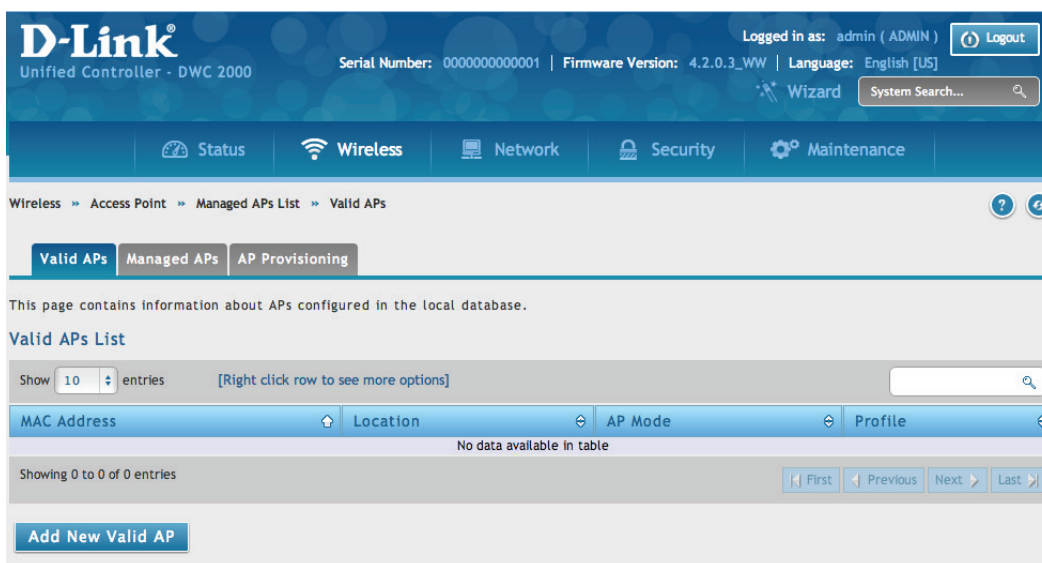 D-Link®
Unified Controller - DWC 2000
Logged in as: admin ( ADMIN )
Logout
Serial Number: 0000000000001 | Firmware Version: 4.2.0.3_WW | Language: English [US]
Wizard
System Search...
Status
Wireless
Network
Security
Maintenance
Wireless » Access Point » Managed APs List » Valid APs
?
Valid APs
Managed APs
AP Provisioning
This page contains information about APs configured in the local database.
Valid APs List
Show 10 entries
[Right click row to see more options]
MAC Address
Location
AP Mode
Profile
No data available in table
Showing 0 to 0 of 0 entries
First
Previous
Next
Last
Add New Valid AP